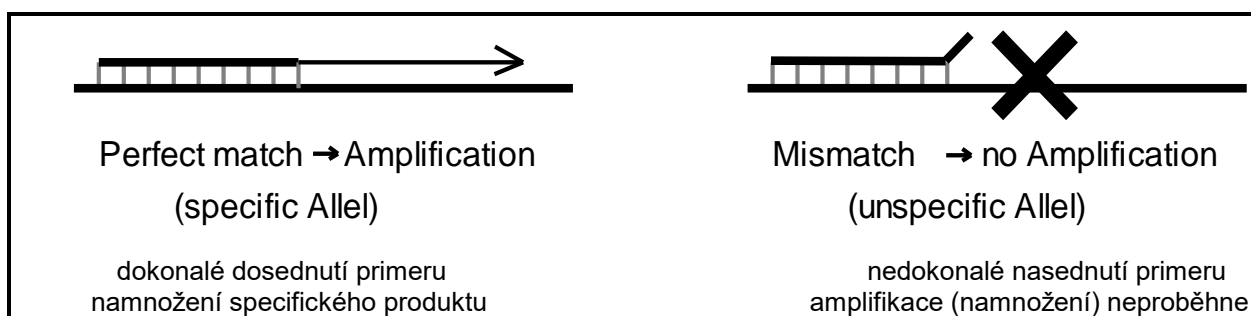 Perfect match → Amplification
(specific Allel)
dokonalé dosednutí primeru
namnožení specifického produktu
Mismatch → no Amplification
(unspecific Allel)
nedokonalé nasednutí primeru
amplifikace (namnožení) neproběhne